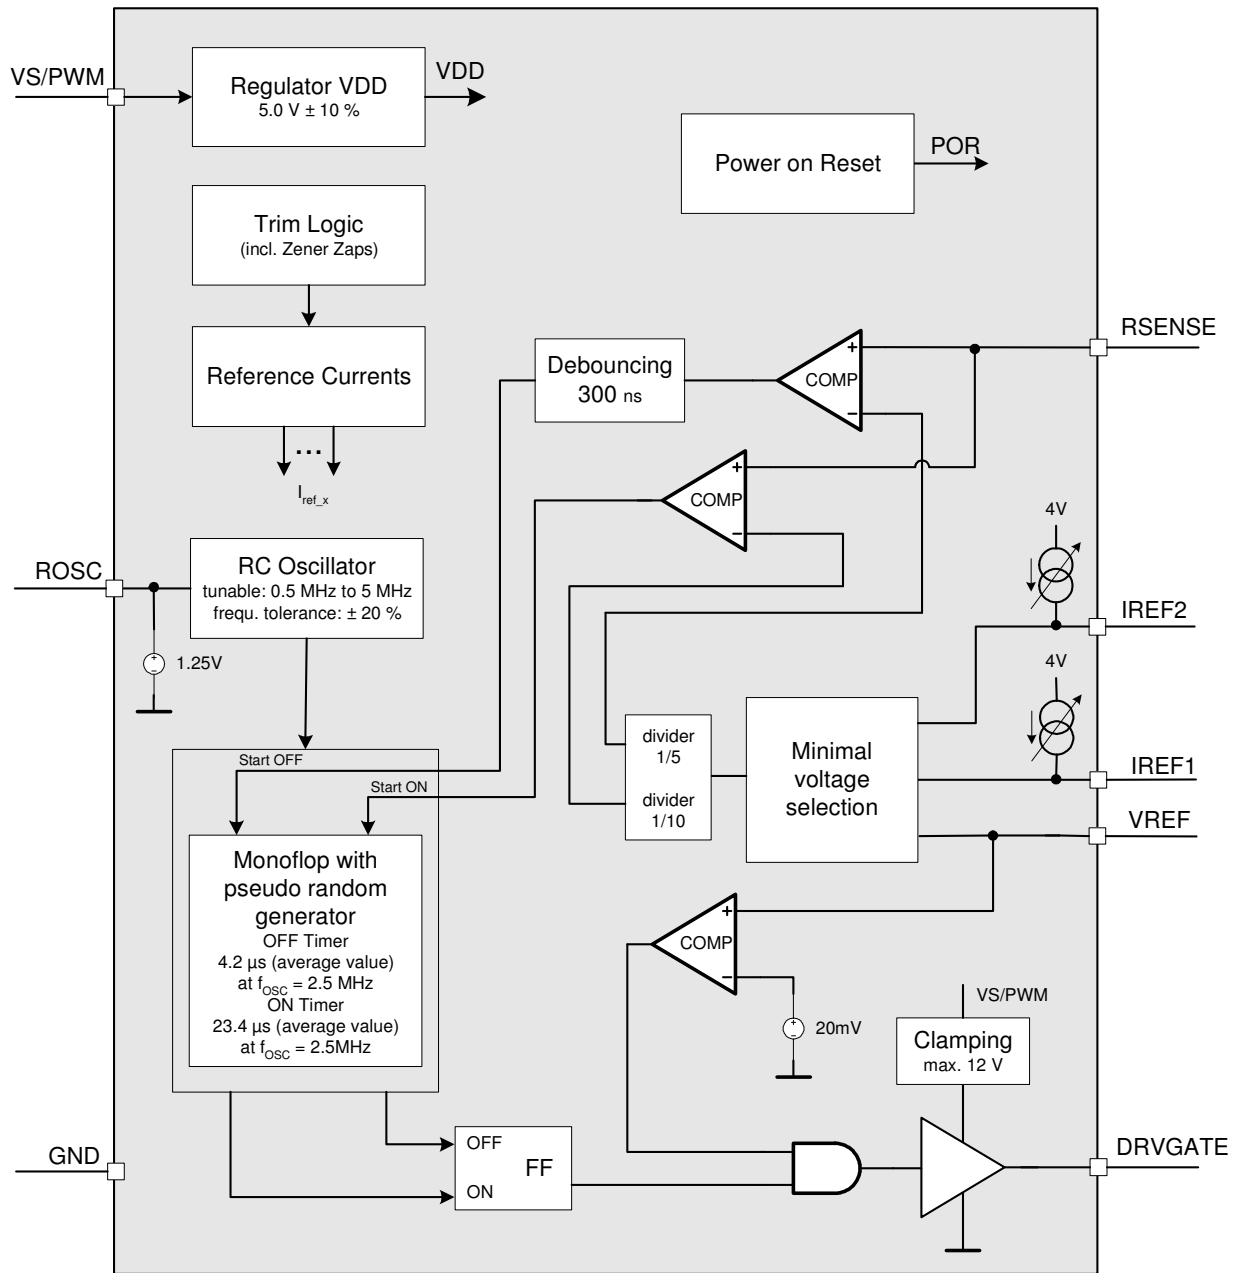 VS/PWM
Regulator VDD
5.0 V ± 10 %
VDD
Power on Reset
POR
Trim Logic
(incl. Zener Zaps)
Reference Currents
...
Iref_x
RSENSE
Debouncing
300 ns
+
COMP
−
+
COMP
−
ROSC
RC Oscillator
tunable: 0.5 MHz to 5 MHz
frequ. tolerance: ± 20 %
1.25V
4V
IREF2
4V
IREF1
VREF
divider
1/5
divider
1/10
Minimal
voltage
selection
Start OFF
Start ON
Monoflop with
pseudo random
generator
OFF Timer
4.2 µs (average value)
at fOSC = 2.5 MHz
ON Timer
23.4 µs (average value)
at fOSC = 2.5MHz
+
COMP
−
20mV
VS/PWM
Clamping
max. 12 V
GND
OFF
FF
ON
DRVGATE